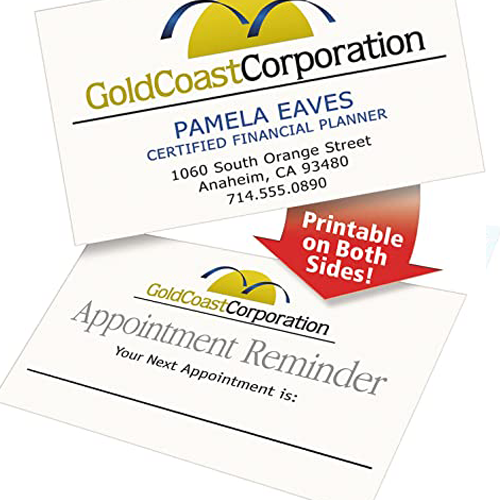 GoldCoastCorporation
PAMELA EAVES
CERTIFIED FINANCIAL PLANNER
1060 South Orange Street
Anaheim, CA 93480
714.555.0890
Printable
on Both
Sides!
GoldCoastCorporation
Appointment Reminder
Your Next Appointment is: